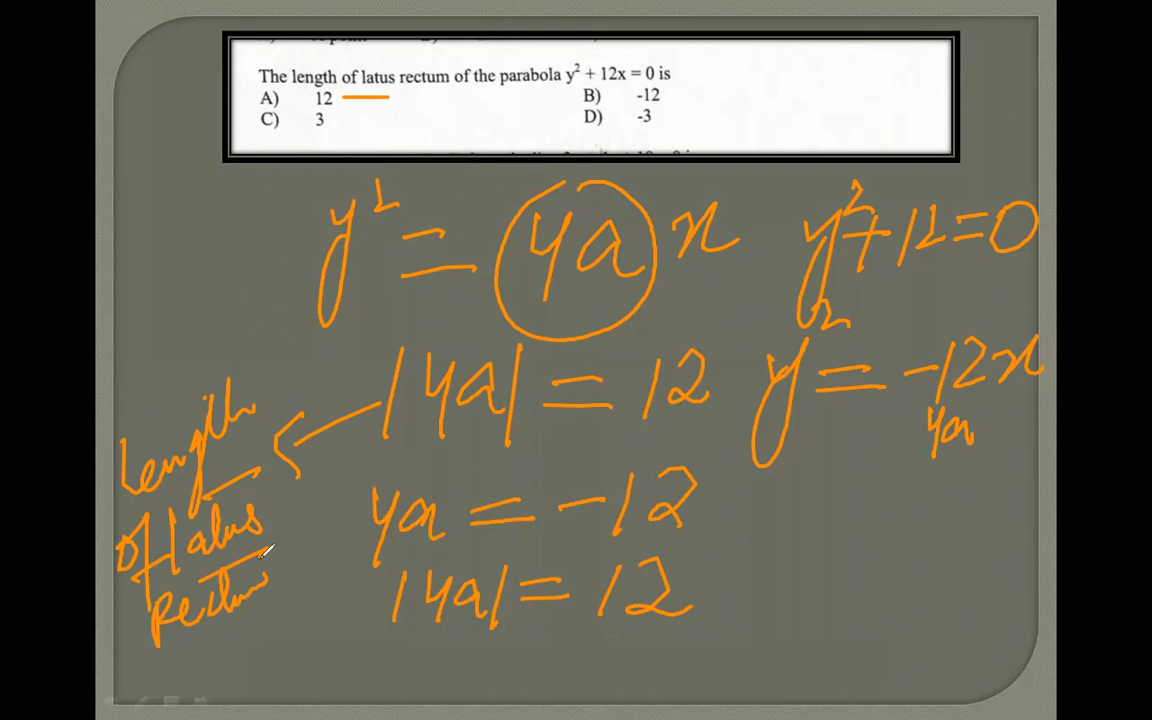 The length of latus rectum of the parabola y² + 12x = 0 is
A) 12 B) -12
C) 3 D) -3
y² = 4a x
y² + 12 = 0
|4a| = 12
y² = -12x
4a
Length
of latus
rectum
4a = -12
|4a| = 12